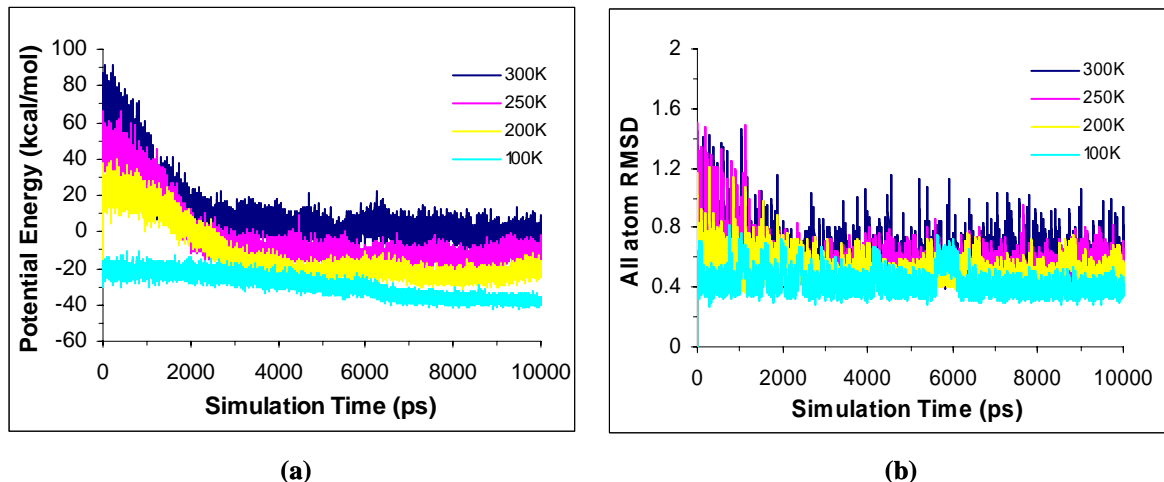 100
80
60
40
20
0
-20
-40
-60
Potential Energy (kcal/mol)
300K
250K
200K
100K
0 2000 4000 6000 8000 10000
Simulation Time (ps)
(a)
2
1.6
1.2
0.8
0.4
0
All atom RMSD
300K
250K
200K
100K
0 2000 4000 6000 8000 10000
Simulation Time (ps)
(b)